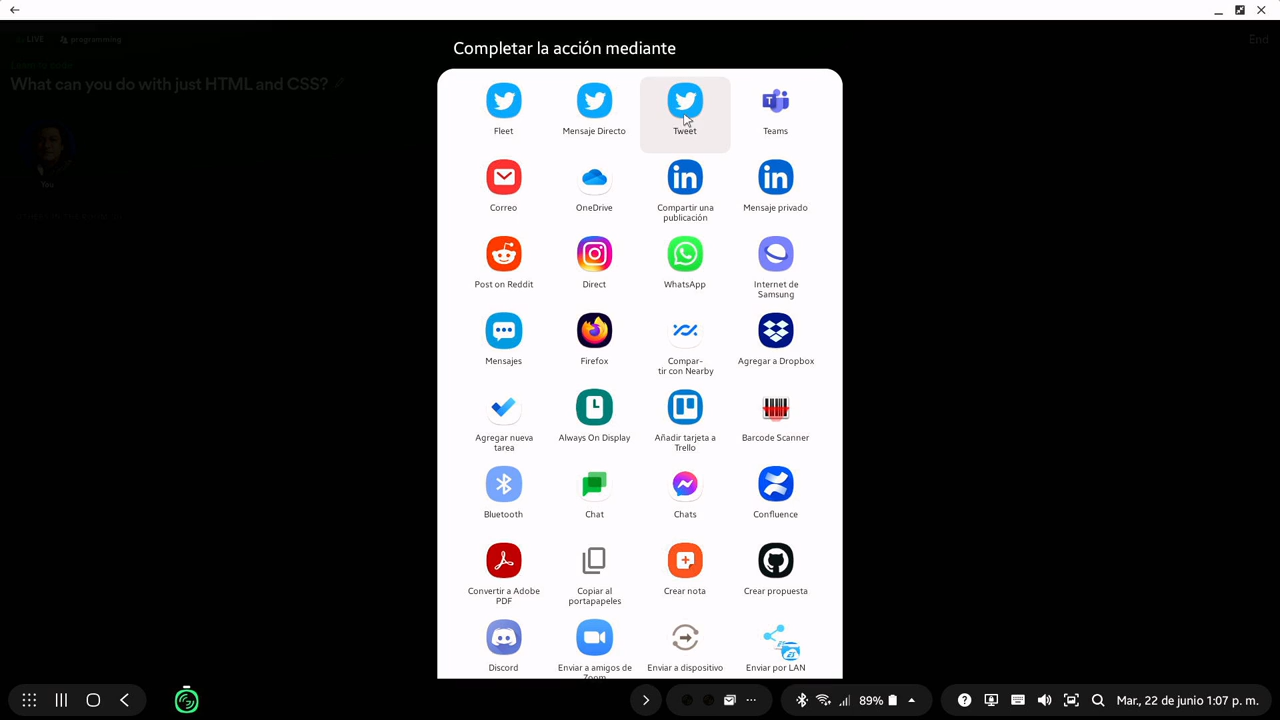 LIVE programming
End
What can you do with just HTML and CSS?
You
Completar la acción mediante
Fleet
Mensaje Directo
Tweet
Teams
Correo
OneDrive
Compartir una
publicación
Mensaje privado
Post on Reddit
Direct
WhatsApp
Internet de
Samsung
Mensajes
Firefox
Compar-
tir con Nearby
Agregar a Dropbox
Agregar nueva
tarea
Always On Display
Añadir tarjeta a
Trello
Barcode Scanner
Bluetooth
Chat
Chats
Confluence
Convertir a Adobe
PDF
Copiar al
portapapeles
Crear nota
Crear propuesta
Discord
Enviar a amigos de
Zoom
Enviar a dispositivo
Enviar por LAN
89%
Mar., 22 de junio 1:07 p. m.